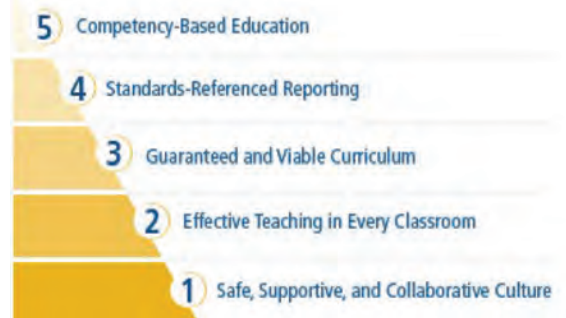 5 Competency-Based Education
4 Standards-Referenced Reporting
3 Guaranteed and Viable Curriculum
2 Effective Teaching in Every Classroom
1 Safe, Supportive, and Collaborative Culture